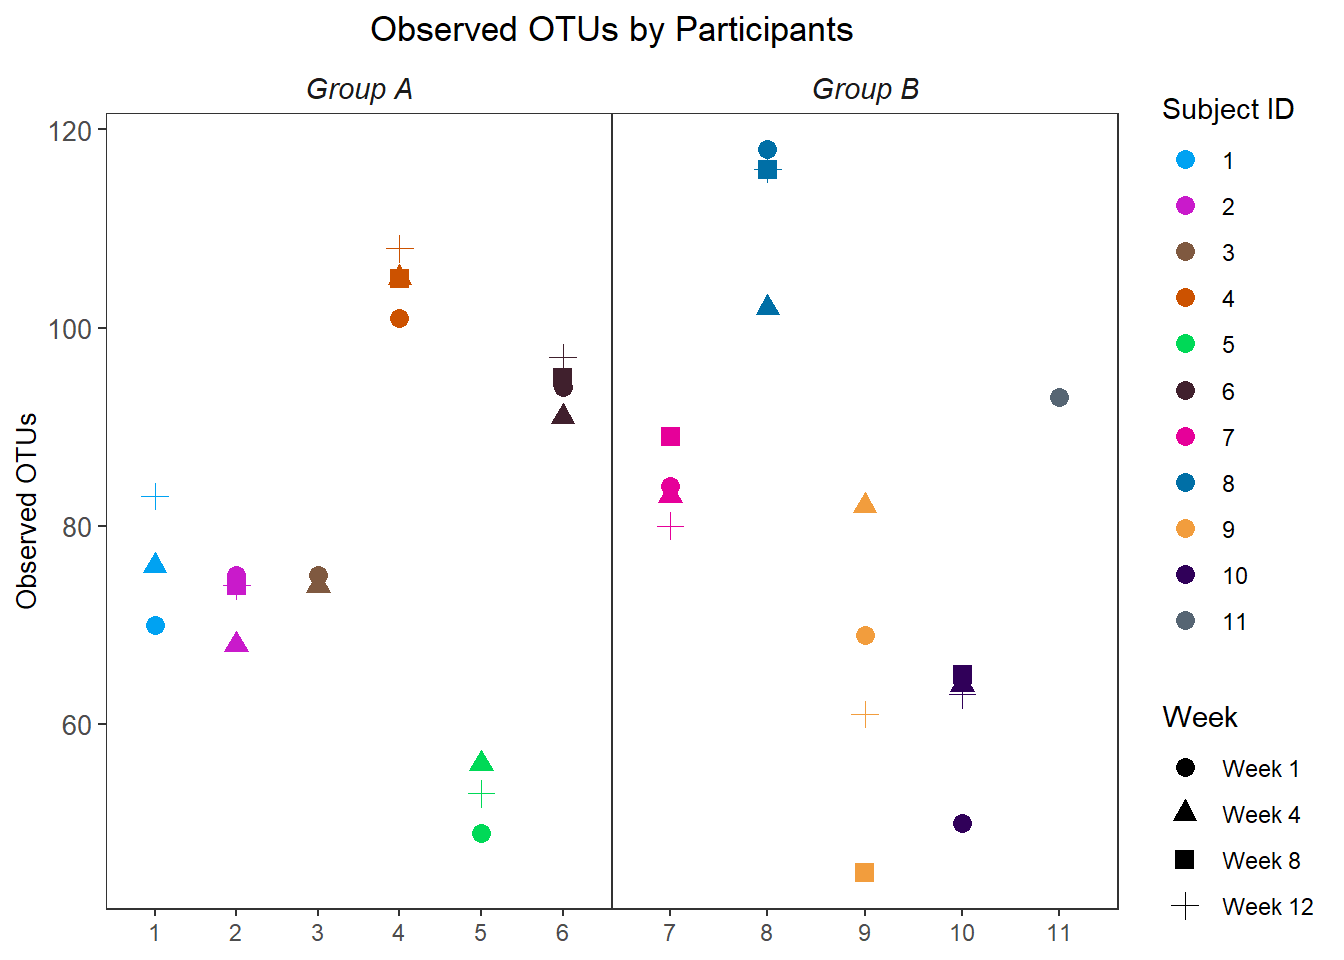 Observed OTUs by Participants
Group A
Group B
Observed OTUs
120
100
80
60
1 2 3 4 5 6 7 8 9 10 11
Subject ID
1
2
3
4
5
6
7
8
9
10
11
Week
Week 1
Week 4
Week 8
Week 12